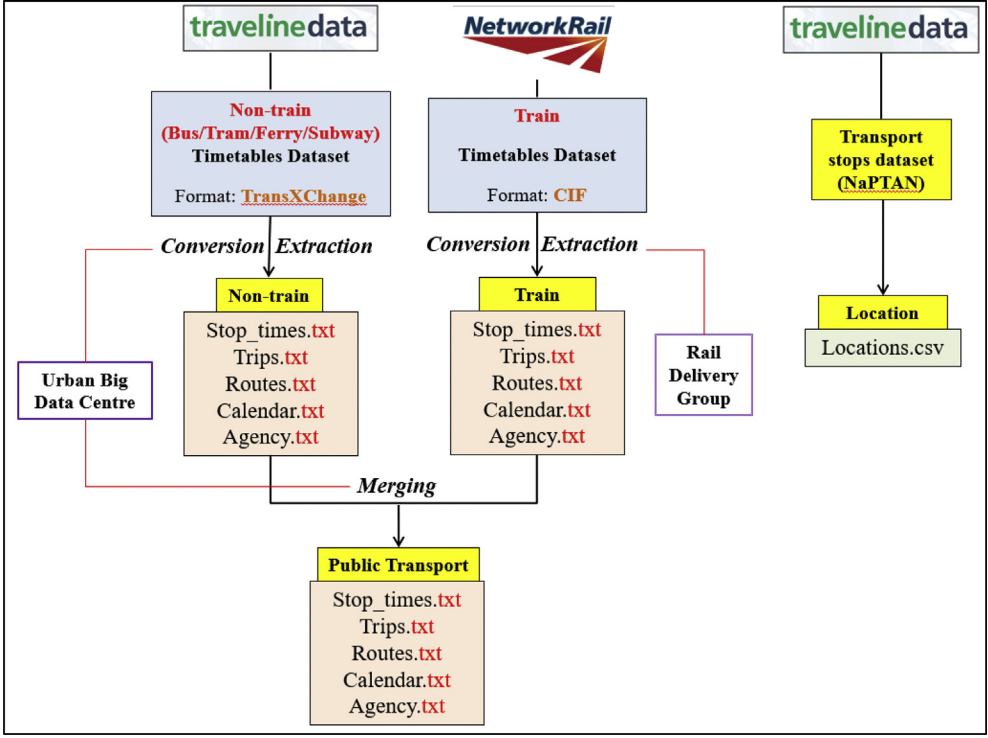 travelinedata
Non-train
(Bus/Tram/Ferry/Subway)
Timetables Dataset
Format: TransXChange
Conversion Extraction
Non-train
Stop_times.txt
Trips.txt
Routes.txt
Calendar.txt
Agency.txt
NetworkRail
Train
Timetables Dataset
Format: CIF
Conversion Extraction
Train
Stop_times.txt
Trips.txt
Routes.txt
Calendar.txt
Agency.txt
Urban Big
Data Centre
Rail
Delivery
Group
Merging
Public Transport
Stop_times.txt
Trips.txt
Routes.txt
Calendar.txt
Agency.txt
travelinedata
Transport
stops dataset
(NaPTAN)
Location
Locations.csv